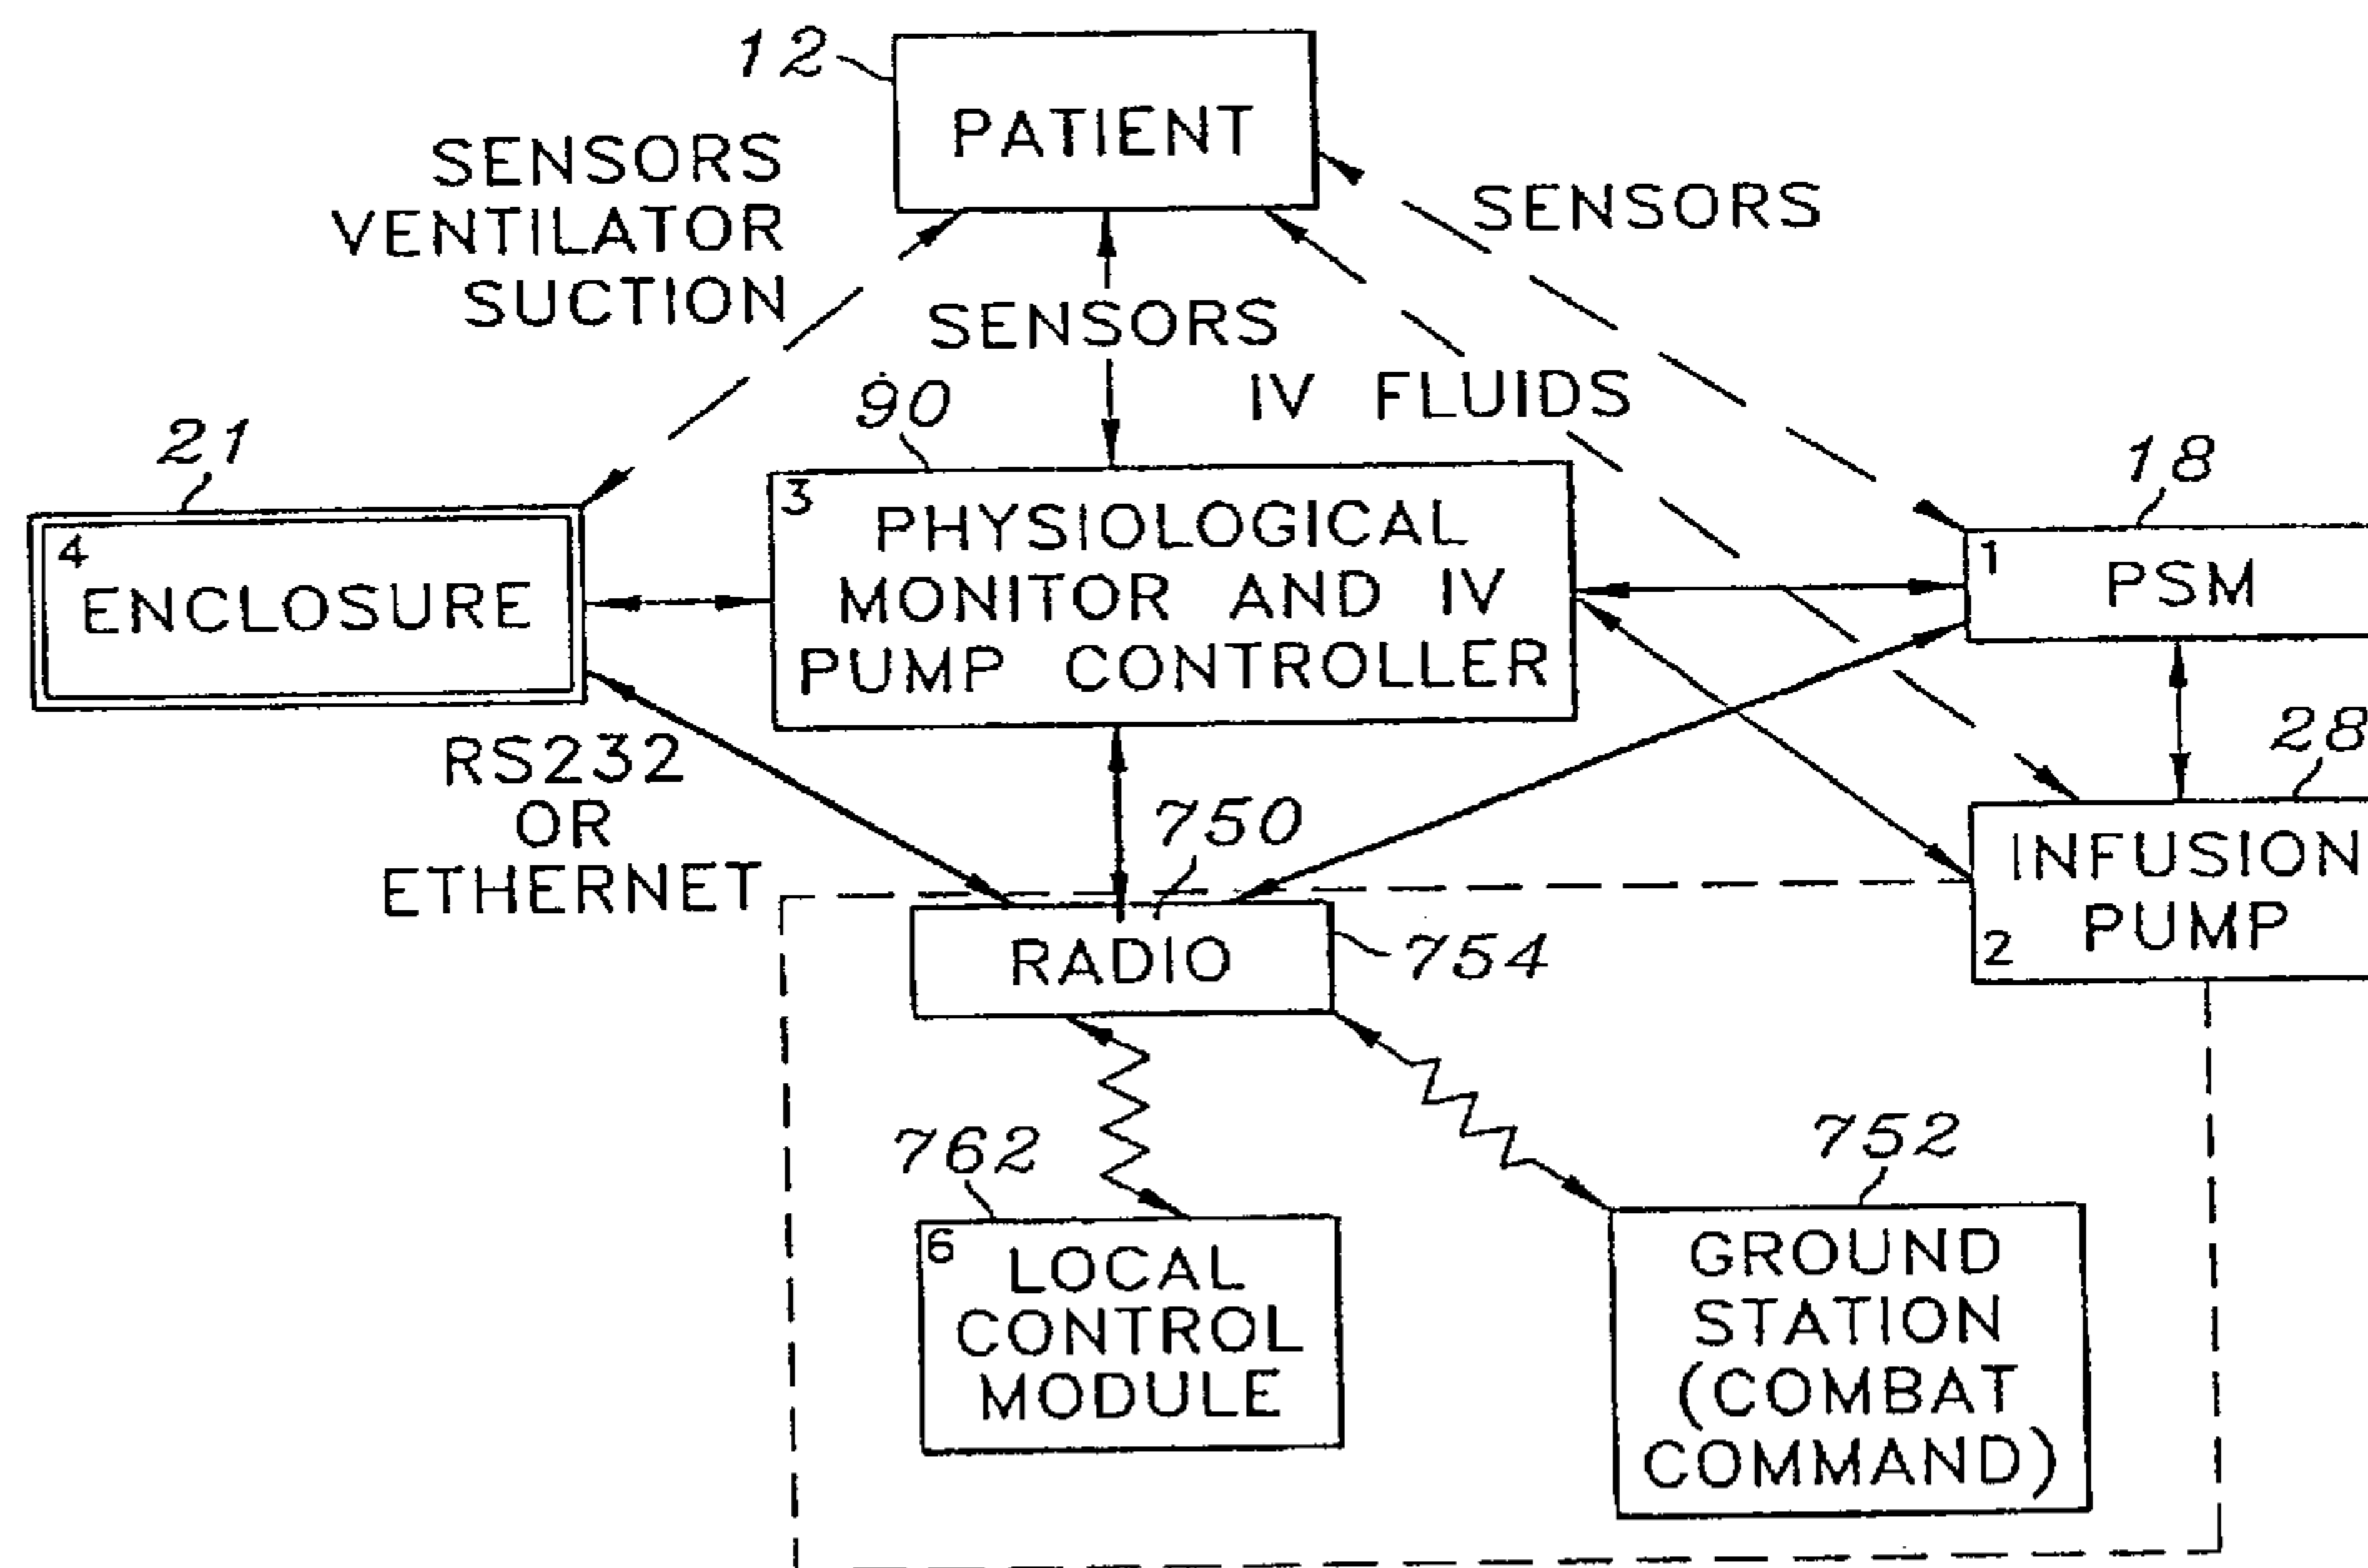 12
PATIENT
SENSORS
VENTILATOR
SUCTION
SENSORS
SENSORS
IV FLUIDS
90
21
18
4
ENCLOSURE
3
PHYSIOLOGICAL
MONITOR AND IV
PUMP CONTROLLER
1
PSM
RS232
OR
ETHERNET
750
28
INFUSION
PUMP
2
RADIO
754
762
752
6
LOCAL
CONTROL
MODULE
GROUND
STATION
(COMBAT
COMMAND)